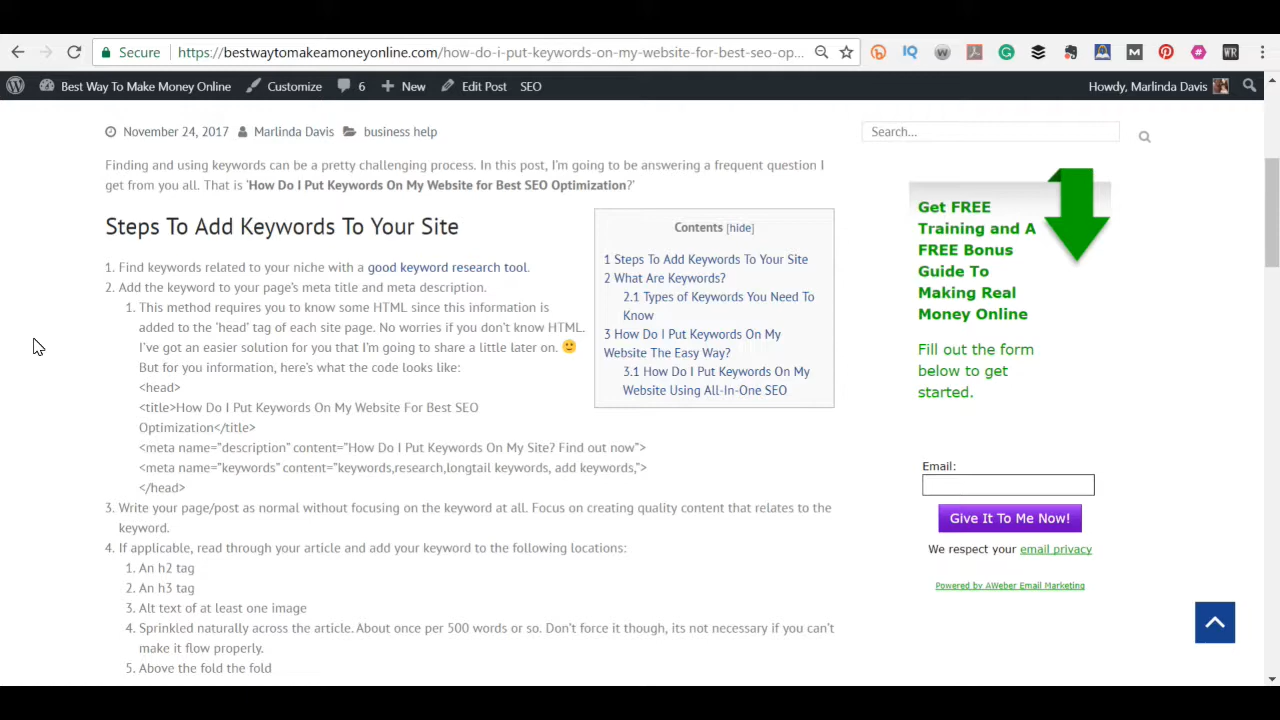 Secure
https://bestwaytomakeamoneyonline.com/how-do-i-put-keywords-on-my-website-for-best-seo-op...
Best Way To Make Money Online
Customize
6
New
Edit Post
SEO
Howdy, Marlinda Davis
November 24, 2017
Marlinda Davis
business help
Finding and using keywords can be a pretty challenging process. In this post, I'm going to be answering a frequent question I
get from you all. That is 'How Do I Put Keywords On My Website for Best SEO Optimization?'
Steps To Add Keywords To Your Site
1. Find keywords related to your niche with a good keyword research tool.
2. Add the keyword to your page's meta title and meta description.
1. This method requires you to know some HTML since this information is
added to the 'head' tag of each site page. No worries if you don't know HTML.
I've got an easier solution for you that I'm going to share a little later on. 🙂
But for you information, here's what the code looks like:
<head>
<title>How Do I Put Keywords On My Website For Best SEO
Optimization</title>
<meta name="description" content="How Do I Put Keywords On My Site? Find out now">
<meta name="keywords" content="keywords,research,longtail keywords, add keywords,">
</head>
3. Write your page/post as normal without focusing on the keyword at all. Focus on creating quality content that relates to the
keyword.
4. If applicable, read through your article and add your keyword to the following locations:
1. An h2 tag
2. An h3 tag
3. Alt text of at least one image
4. Sprinkled naturally across the article. About once per 500 words or so. Don't force it though, its not necessary if you can't
make it flow properly.
5. Above the fold the fold
Contents [hide]
1 Steps To Add Keywords To Your Site
2 What Are Keywords?
2.1 Types of Keywords You Need To
Know
3 How Do I Put Keywords On My
Website The Easy Way?
3.1 How Do I Put Keywords On My
Website Using All-In-One SEO
Search...
Get FREE
Training and A
FREE Bonus
Guide To
Making Real
Money Online
Fill out the form
below to get
started.
Email:
Give It To Me Now!
We respect your email privacy
Powered by AWeber Email Marketing